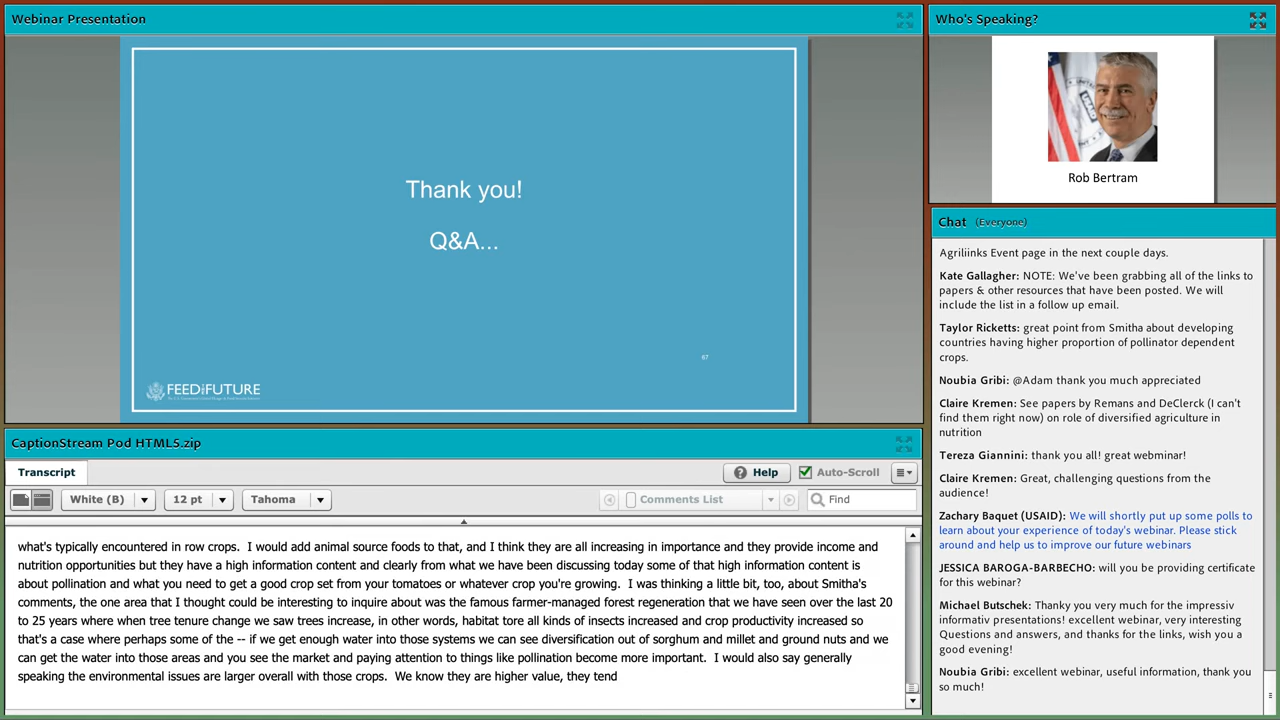 Webinar Presentation
Thank you!
Q&A...
67
FEEDtheFUTURE
CaptionStream Pod HTML5.zip
Transcript
Help
Auto-Scroll
White (B)
12 pt
Tahoma
Comments List
Find
what's typically encountered in row crops.  I would add animal source foods to that, and I think they are all increasing in importance and they provide income and
nutrition opportunities but they have a high information content and clearly from what we have been discussing today some of that high information content is
about pollination and what you need to get a good crop set from your tomatoes or whatever crop you're growing.  I was thinking a little bit, too, about Smitha's
comments, the one area that I thought could be interesting to inquire about was the famous farmer-managed forest regeneration that we have seen over the last 20
to 25 years where when tree tenure change we saw trees increase, in other words, habitat tore all kinds of insects increased and crop productivity increased so
that's a case where perhaps some of the -- if we get enough water into those systems we can see diversification out of sorghum and millet and ground nuts and we
can get the water into those areas and you see the market and paying attention to things like pollination become more important.  I would also say generally
speaking the environmental issues are larger overall with those crops.  We know they are higher value, they tend
Who's Speaking?
Rob Bertram
Chat (Everyone)
Agriliinks Event page in the next couple days.
Kate Gallagher: NOTE: We've been grabbing all of the links to
papers & other resources that have been posted. We will
include the list in a follow up email.
Taylor Ricketts: great point from Smitha about developing
countries having higher proportion of pollinator dependent
crops.
Noubia Gribi: @Adam thank you much appreciated
Claire Kremen: See papers by Remans and DeClerck (I can't
find them right now) on role of diversified agriculture in
nutrition
Tereza Giannini: thank you all! great webminar!
Claire Kremen: Great, challenging questions from the
audience!
Zachary Baquet (USAID): We will shortly put up some polls to
learn about your experience of today's webinar. Please stick
around and help us to improve our future webinars
JESSICA BAROGA-BARBECHO: will you be providing certificate
for this webinar?
Michael Butschek: Thanky you very much for the impressiv
informativ presentations! excellent webinar, very interesting
Questions and answers, and thanks for the links, wish you a
good evening!
Noubia Gribi: excellent webinar, useful information, thank you
so much!